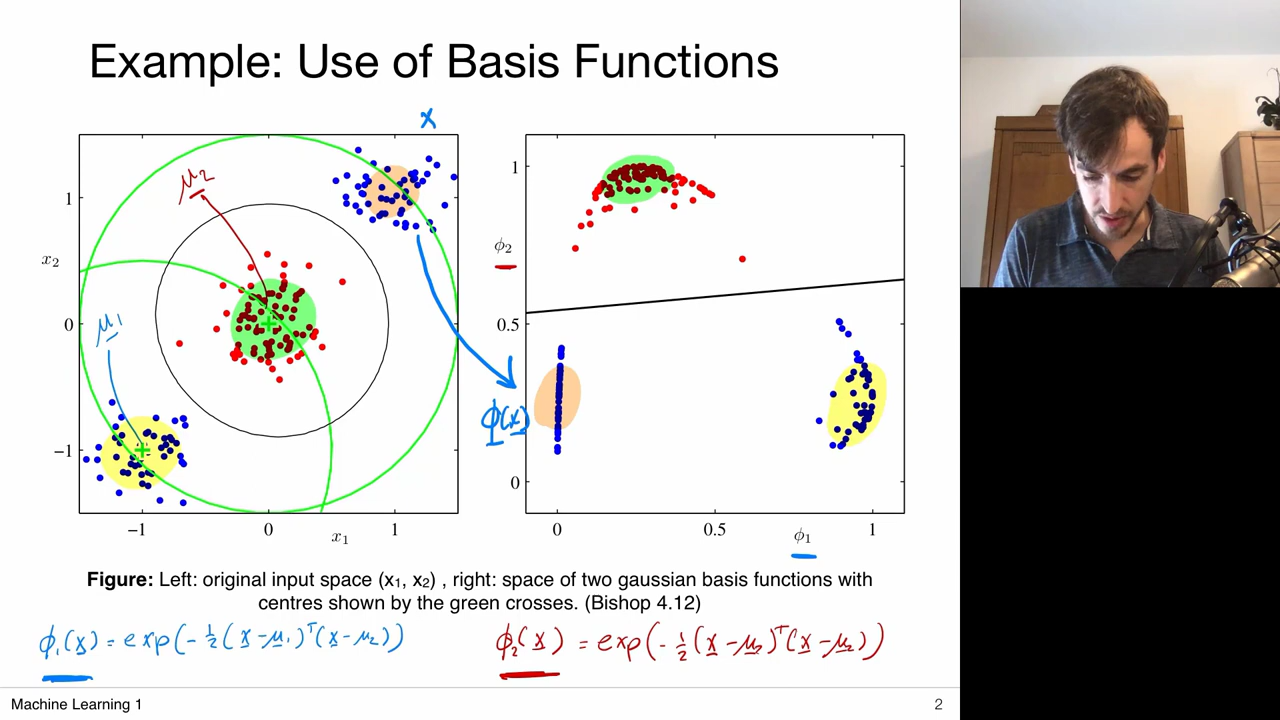 Example: Use of Basis Functions
x
μ2
1
x2
0
μ1
−1
−1 0 1
x1
1
ϕ2
0.5
ϕ(x)
0
0 0.5 1
ϕ1
Figure: Left: original input space (x1, x2) , right: space of two gaussian basis functions with
centres shown by the green crosses. (Bishop 4.12)
ϕ1(x) = exp(-½(x-μ1)ᵀ(x-μ2))
ϕ2(x) = exp(-½(x-μ2)ᵀ(x-μ2))
Machine Learning 1
2